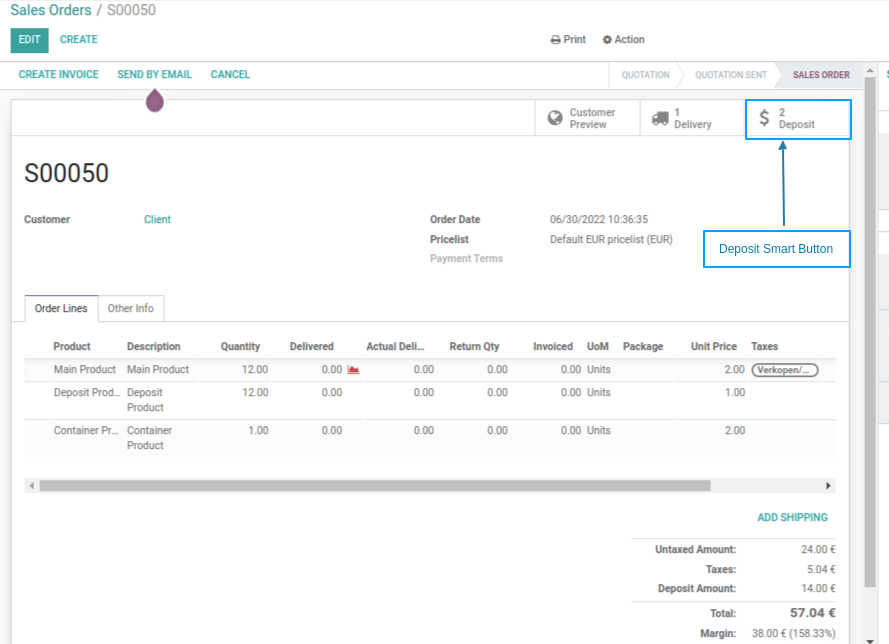 Sales Orders / S00050
EDIT CREATE Print Action
CREATE INVOICE SEND BY EMAIL CANCEL QUOTATION QUOTATION SENT SALES ORDER
Customer Preview 1 Delivery 2 Deposit
S00050
Customer Client Order Date 06/30/2022 10:36:35
Pricelist Default EUR pricelist (EUR)
Payment Terms
Deposit Smart Button
Order Lines Other Info
Product Description Quantity Delivered Actual Deli... Return Qty Invoiced UoM Package Unit Price Taxes
Main Product Main Product 12.00 0.00 0.00 0.00 0.00 Units 2.00 Verkopen/...
Deposit Prod... Deposit 12.00 0.00 0.00 0.00 0.00 Units 1.00
Product
Container Pr... Container 1.00 0.00 0.00 0.00 0.00 Units 2.00
Product
ADD SHIPPING
Untaxed Amount: 24.00 €
Taxes: 5.04 €
Deposit Amount: 14.00 €
Total: 57.04 €
Margin: 38.00 € (158.33%)